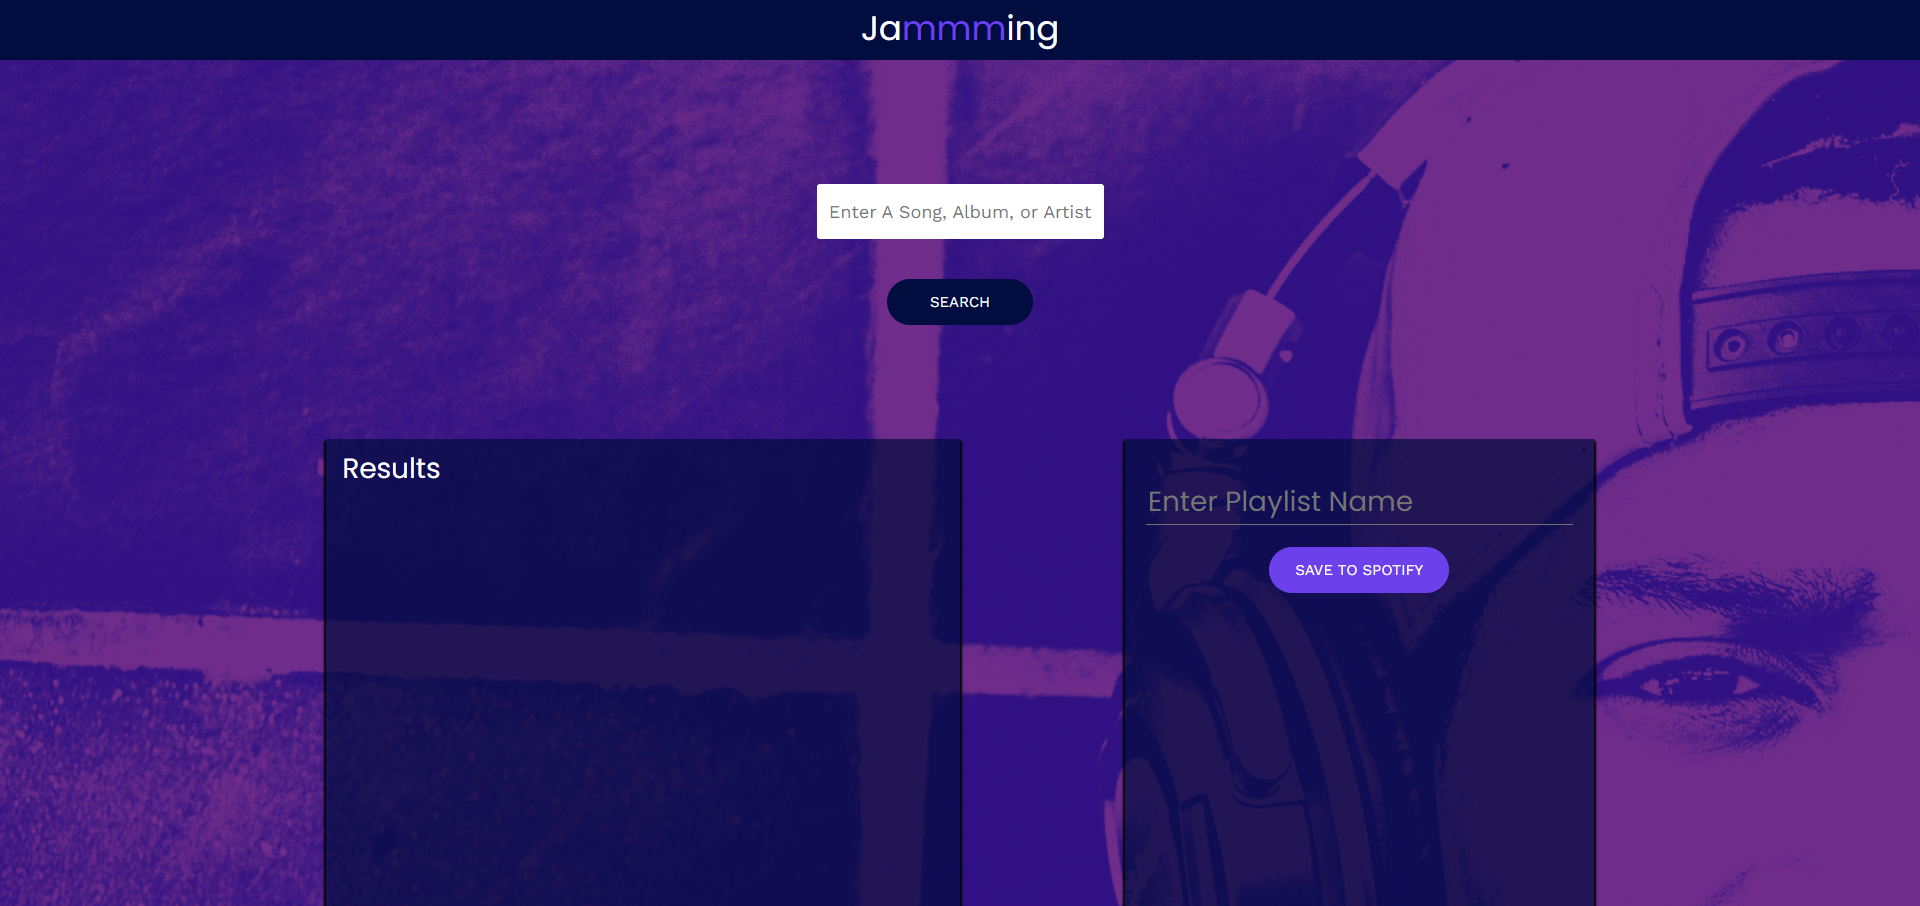 Jammming
Enter A Song, Album, or Artist
SEARCH
Results
Enter Playlist Name
SAVE TO SPOTIFY